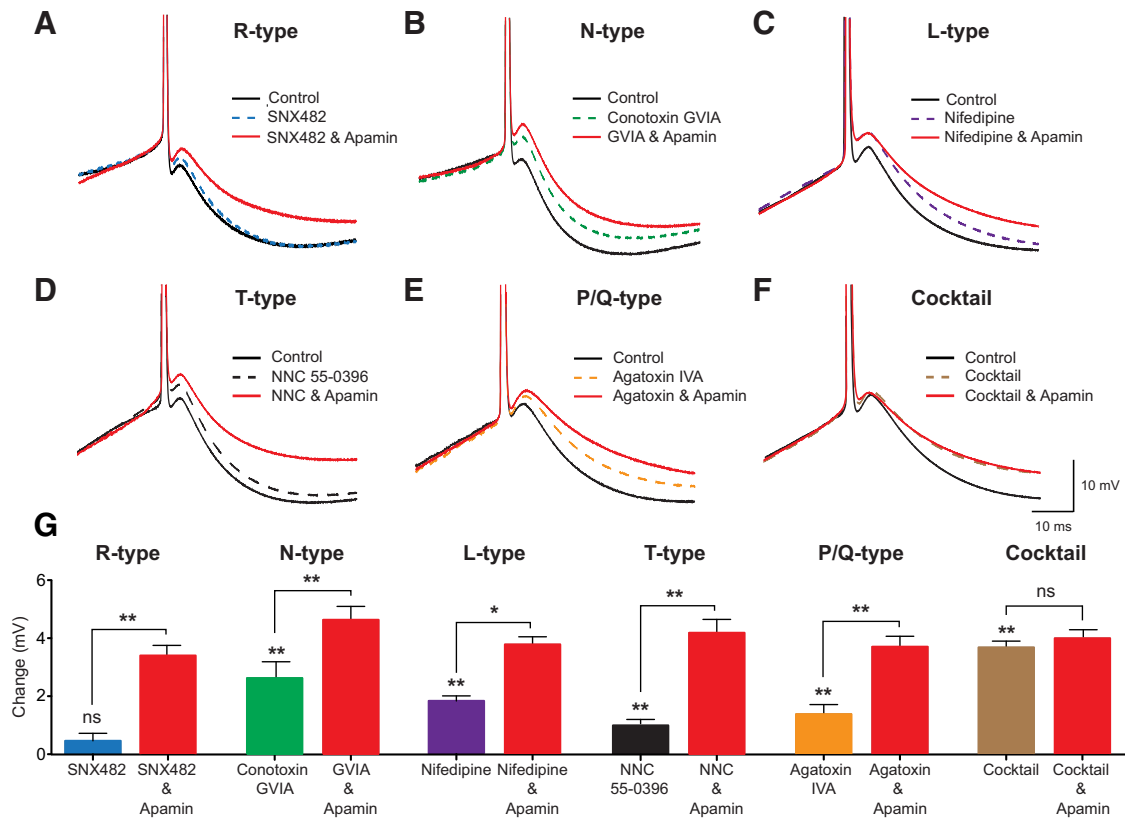 A
R-type
Control
SNX482
SNX482 & Apamin
B
N-type
Control
Conotoxin GVIA
GVIA & Apamin
C
L-type
Control
Nifedipine
Nifedipine & Apamin
D
T-type
Control
NNC 55-0396
NNC & Apamin
E
P/Q-type
Control
Agatoxin IVA
Agatoxin & Apamin
F
Cocktail
Control
Cocktail
Cocktail & Apamin
10 mV
10 ms
G
R-type N-type L-type T-type P/Q-type Cocktail
Change (mV)
6
4
2
0
ns
**
**
**
**
*
**
**
**
**
**
ns
SNX482
SNX482
&
Apamin
Conotoxin
GVIA
GVIA
&
Apamin
Nifedipine
Nifedipine
&
Apamin
NNC
55-0396
NNC
&
Apamin
Agatoxin
IVA
Agatoxin
&
Apamin
Cocktail
Cocktail
&
Apamin